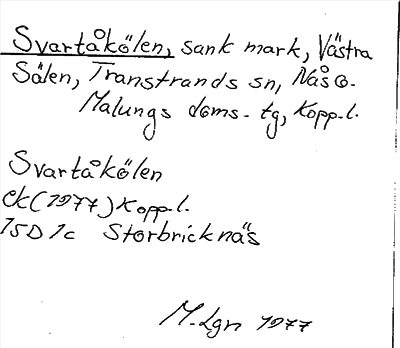 Svartåkölen, sank mark, Västra
Sälen, Transtrands sn, Nås o.
Malungs doms-tg, Kopp.l.
Svartåkölen
ek (1977) Kopp.l.
15D 1c Storbricknäs
M. Lgn 1977